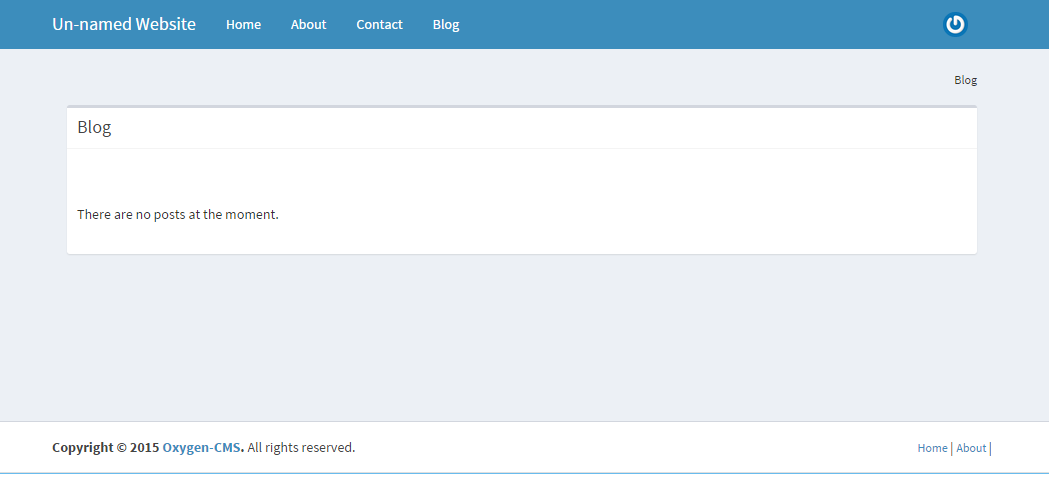 Un-named Website Home About Contact Blog
Blog
Blog
There are no posts at the moment.
Copyright © 2015 Oxygen-CMS. All rights reserved. Home | About |